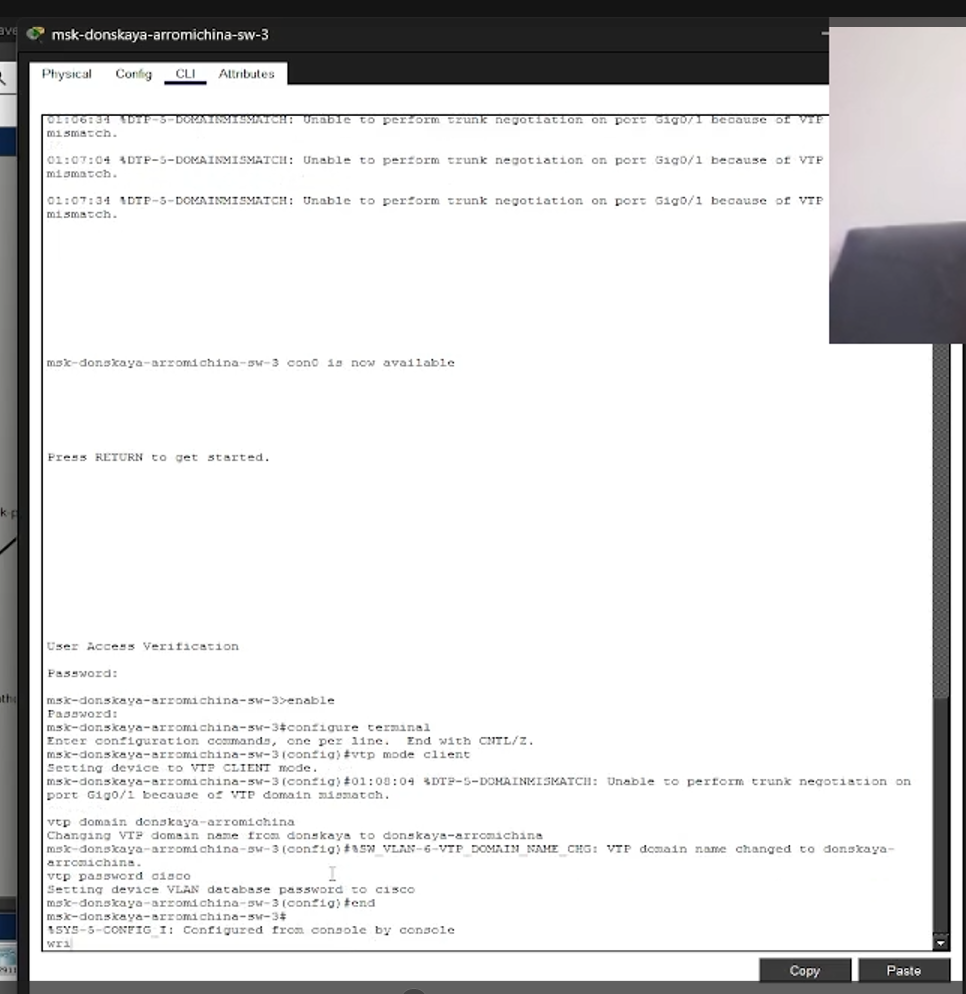 msk-donskaya-arromichina-sw-3
Physical Config CLI Attributes
01:06:34 %DTP-5-DOMAINMISMATCH: Unable to perform trunk negotiation on port Gig0/1 because of VTP
mismatch.
01:07:04 %DTP-5-DOMAINMISMATCH: Unable to perform trunk negotiation on port Gig0/1 because of VTP
mismatch.
01:07:34 %DTP-5-DOMAINMISMATCH: Unable to perform trunk negotiation on port Gig0/1 because of VTP
mismatch.
msk-donskaya-arromichina-sw-3 con0 is now available
Press RETURN to get started.
User Access Verification
Password:
msk-donskaya-arromichina-sw-3>enable
Password:
msk-donskaya-arromichina-sw-3#configure terminal
Enter configuration commands, one per line.  End with CNTL/Z.
msk-donskaya-arromichina-sw-3(config)#vtp mode client
Setting device to VTP CLIENT mode.
msk-donskaya-arromichina-sw-3(config)#01:08:04 %DTP-5-DOMAINMISMATCH: Unable to perform trunk negotiation on
port Gig0/1 because of VTP domain mismatch.
vtp domain donskaya-arromichina
Changing VTP domain name from donskaya to donskaya-arromichina
msk-donskaya-arromichina-sw-3(config)#%SW_VLAN-6-VTP_DOMAIN_NAME_CHG: VTP domain name changed to donskaya-
arromichina.
vtp password cisco
Setting device VLAN database password to cisco
msk-donskaya-arromichina-sw-3(config)#end
msk-donskaya-arromichina-sw-3#
%SYS-5-CONFIG_I: Configured from console by console
wri
Copy Paste